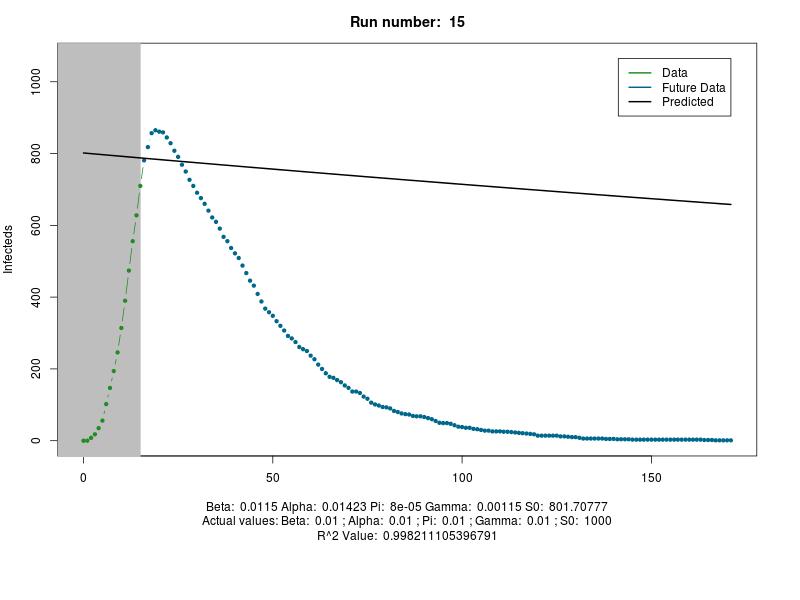 Run number: 15
1000
800
600
400
200
0
Infecteds
Data
Future Data
Predicted
0 50 100 150
Beta: 0.0115 Alpha: 0.01423 Pi: 8e-05 Gamma: 0.00115 S0: 801.70777
Actual values: Beta: 0.01 ; Alpha: 0.01 ; Pi: 0.01 ; Gamma: 0.01 ; S0: 1000
R^2 Value: 0.998211105396791